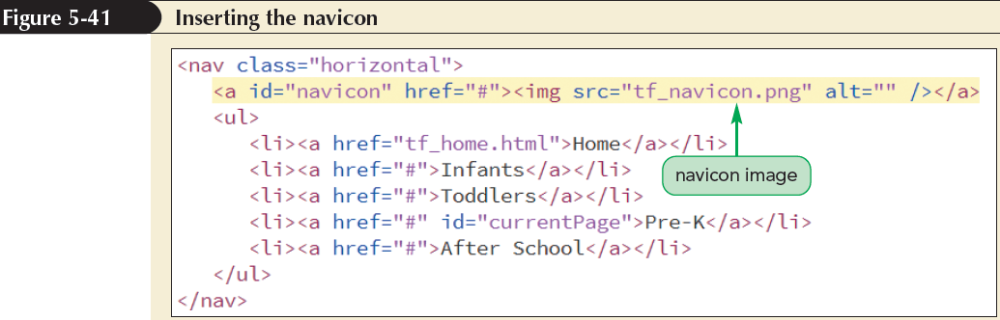 Figure 5-41 Inserting the navicon
<nav class="horizontal">
<a id="navicon" href="#"><img src="tf_navicon.png" alt="" /></a>
<ul>
<li><a href="tf_home.html">Home</a></li>
<li><a href="#">Infants</a></li>
navicon image
<li><a href="#">Toddlers</a></li>
<li><a href="#" id="currentPage">Pre-K</a></li>
<li><a href="#">After School</a></li>
</ul>
</nav>